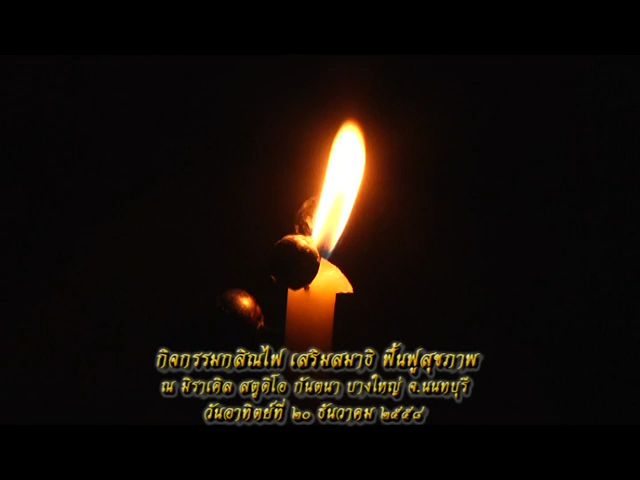 กิจกรรมกสิณไฟ เสริมสมาธิ ฟื้นฟูสุขภาพ
ณ มิราเคิล สตูดิโอ กันตนา บางใหญ่ จ.นนทบุรี
วันอาทิตย์ที่ ๒๐ ธันวาคม ๒๕๕๘